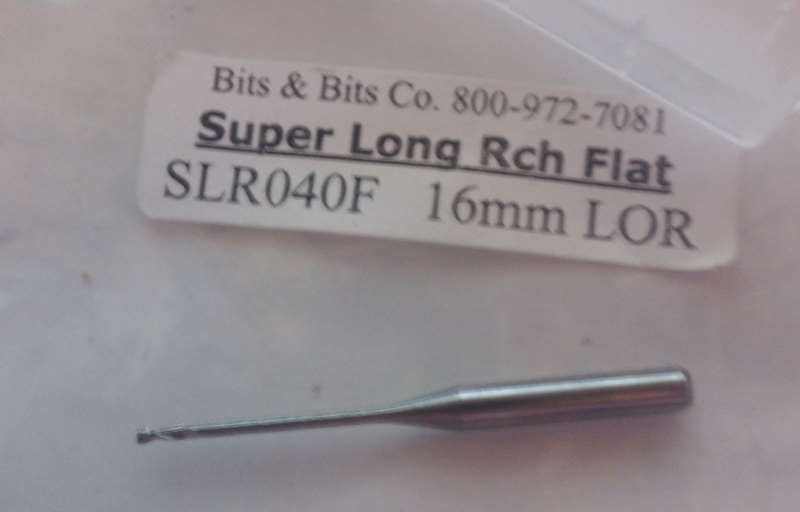 Bits & Bits Co. 800-972-7081
Super Long Rch Flat
SLR040F 16mm LOR